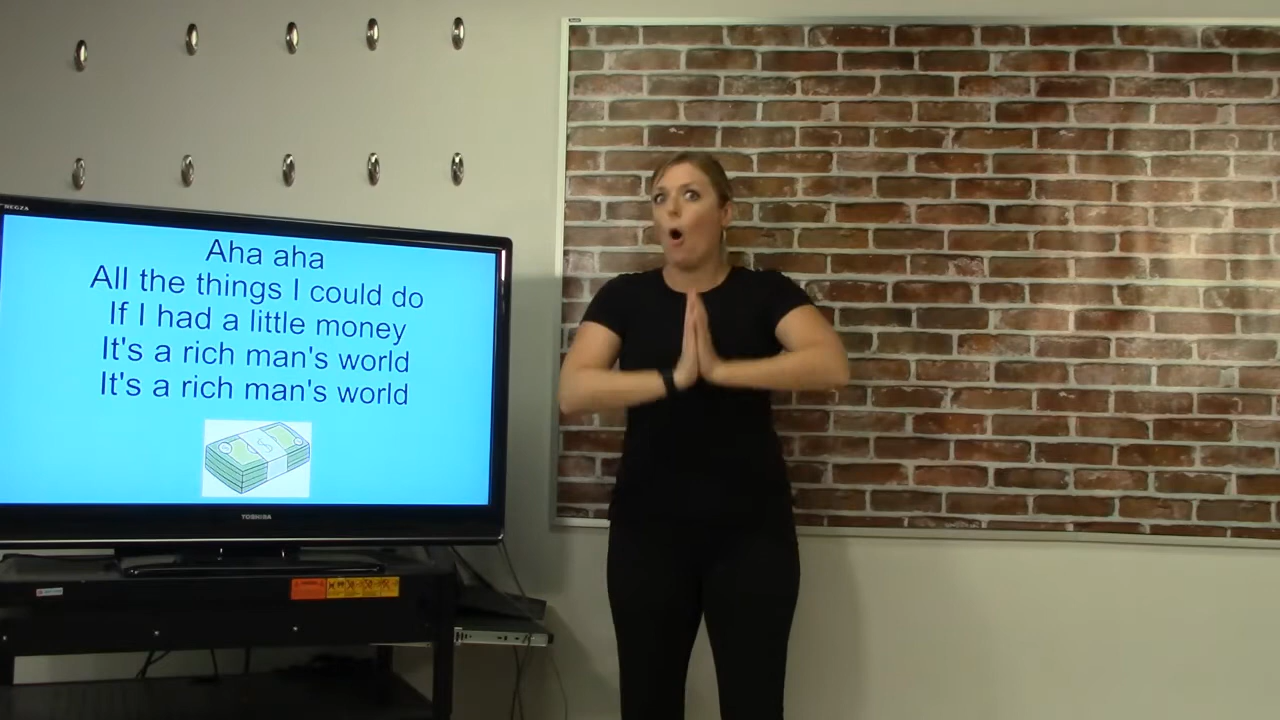 REGZA
Aha aha
All the things I could do
If I had a little money
It's a rich man's world
It's a rich man's world
TOSHIBA